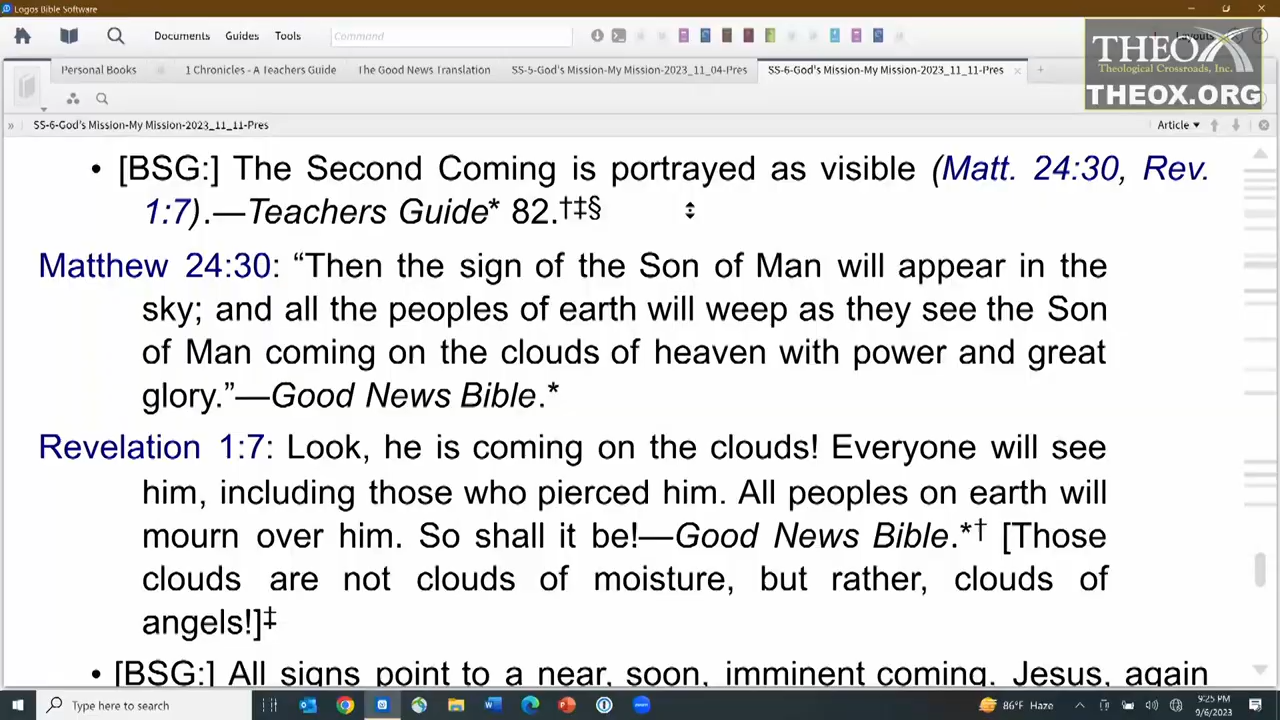 Logos Bible Software
Documents Guides Tools Command Layouts
THEOX
Theological Crossroads, Inc.
THEOX.ORG
Personal Books 1 Chronicles - A Teachers Guide The Good News Bible SS-5-God's Mission-My Mission-2023_11_04-Pres SS-6-God's Mission-My Mission-2023_11_11-Pres
SS-6-God's Mission-My Mission-2023_11_11-Pres Article
• [BSG:] The Second Coming is portrayed as visible (Matt. 24:30, Rev.
1:7).—Teachers Guide* 82.†‡§
Matthew 24:30: “Then the sign of the Son of Man will appear in the
sky; and all the peoples of earth will weep as they see the Son
of Man coming on the clouds of heaven with power and great
glory.”—Good News Bible.*
Revelation 1:7: Look, he is coming on the clouds! Everyone will see
him, including those who pierced him. All peoples on earth will
mourn over him. So shall it be!—Good News Bible.*† [Those
clouds are not clouds of moisture, but rather, clouds of
angels!]‡
• [BSG:] All signs point to a near, soon, imminent coming. Jesus, again
Type here to search 86°F Haze 9:25 PM
9/6/2023